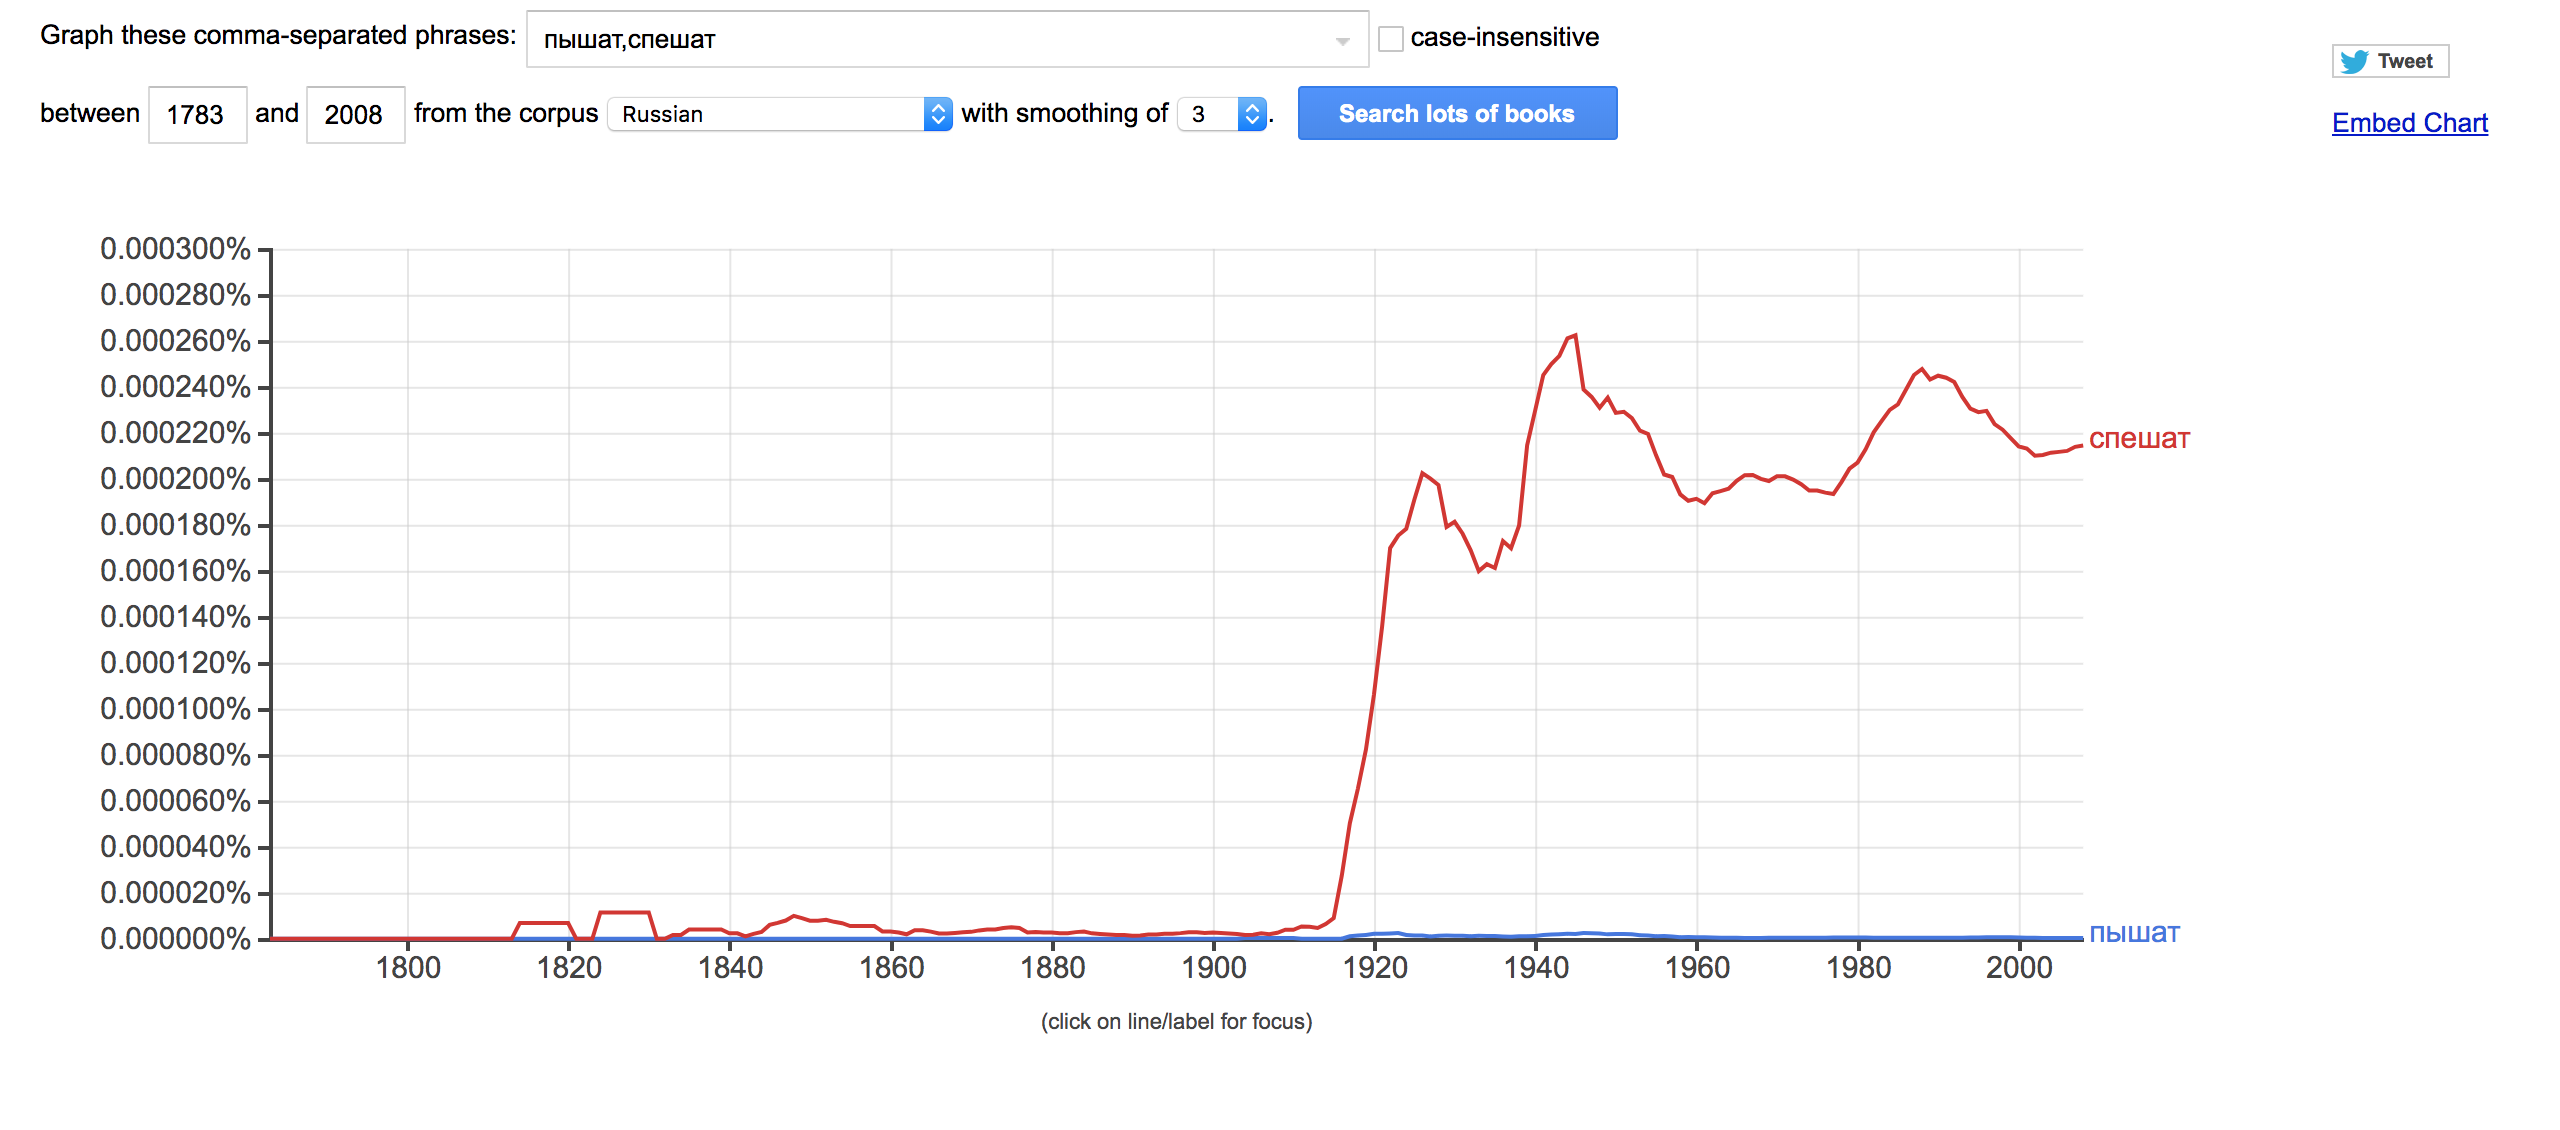 Graph these comma-separated phrases: пышат,спешат case-insensitive
between 1783 and 2008 from the corpus Russian with smoothing of 3 . Search lots of books
Tweet
Embed Chart
0.000300%
0.000280%
0.000260%
0.000240%
0.000220%
0.000200%
0.000180%
0.000160%
0.000140%
0.000120%
0.000100%
0.000080%
0.000060%
0.000040%
0.000020%
0.000000%
спешат
пышат
1800 1820 1840 1860 1880 1900 1920 1940 1960 1980 2000
(click on line/label for focus)